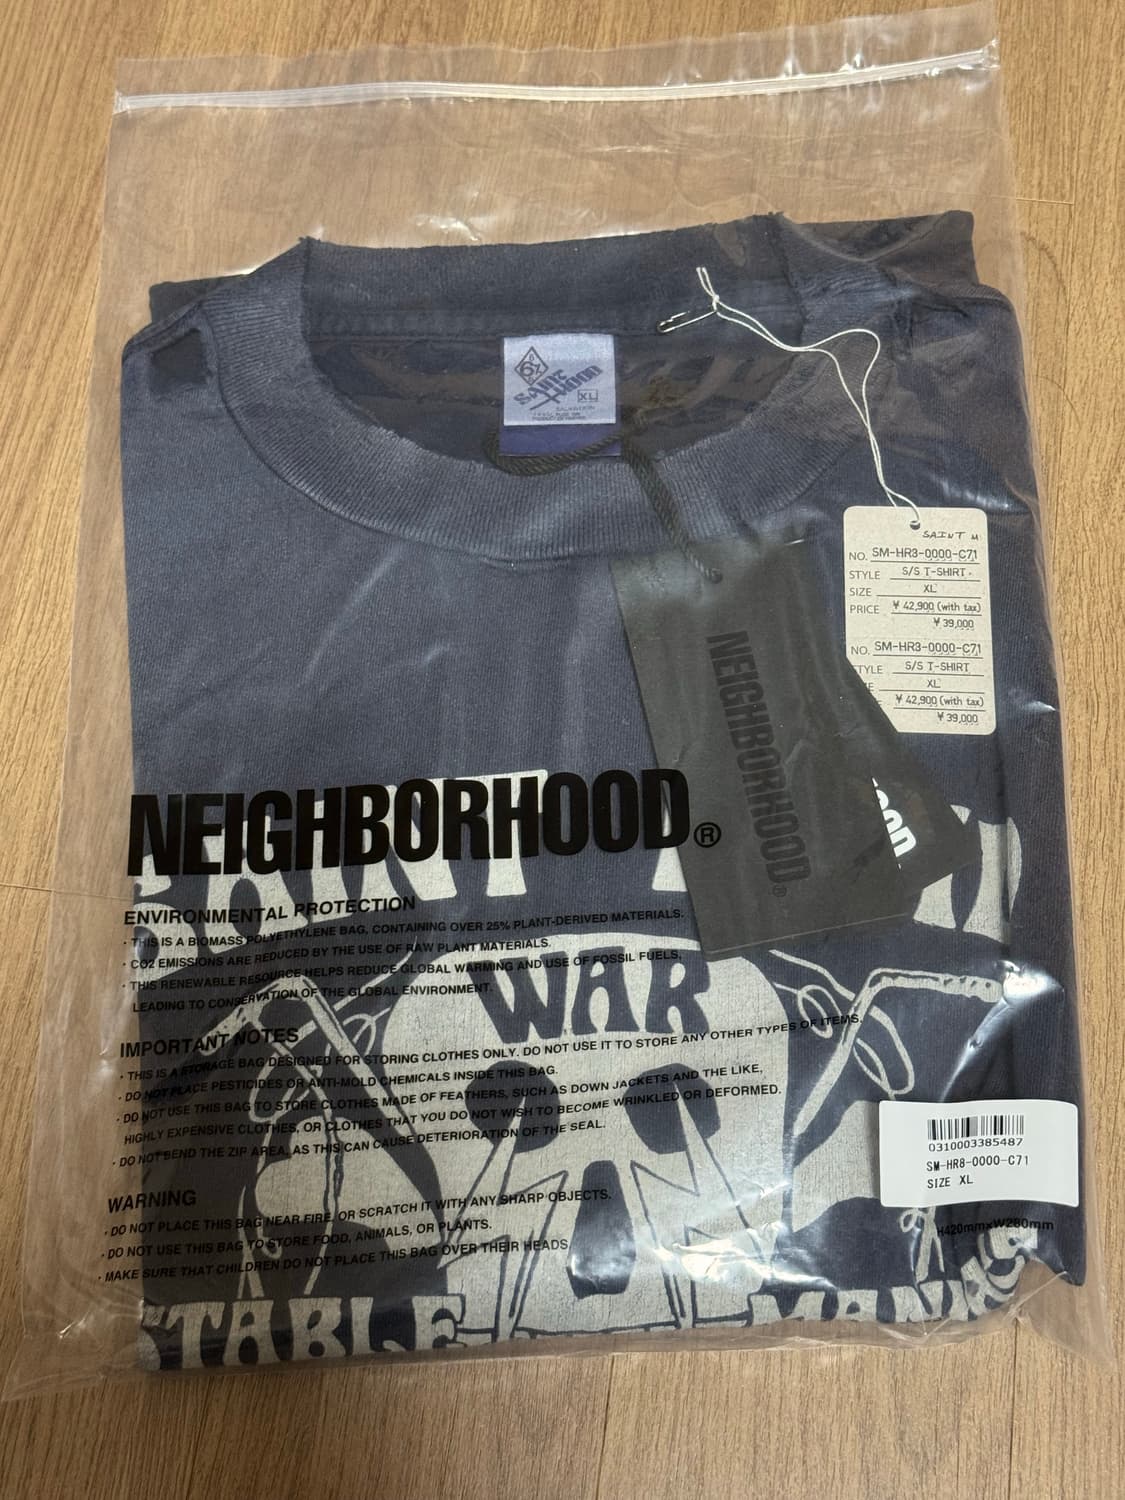 6%
SAINT
MXXXXXX
XL
SAINT M
NO. SM-HR3-0000-C71
STYLE S/S T-SHIRT
SIZE XL
PRICE ¥ 42,900 (with tax)
¥ 39,000
NO. SM-HR3-0000-C71
STYLE S/S T-SHIRT
XL
¥ 42,900 (with tax)
¥ 39,000
NEIGHBORHOOD®
NEIGHBORHOOD®
SAINT
ENVIRONMENTAL PROTECTION
· THIS IS A BIOMASS POLYETHYLENE BAG, CONTAINING OVER 25% PLANT-DERIVED MATERIALS.
· CO2 EMISSIONS ARE REDUCED BY THE USE OF RAW PLANT MATERIALS.
· THIS RENEWABLE RESOURCE HELPS REDUCE GLOBAL WARMING AND USE OF FOSSIL FUELS,
LEADING TO CONSERVATION OF THE GLOBAL ENVIRONMENT.
WAR
IMPORTANT NOTES
· THIS IS A STORAGE BAG DESIGNED FOR STORING CLOTHES ONLY. DO NOT USE IT TO STORE ANY OTHER TYPES OF ITEMS.
· DO NOT PLACE PESTICIDES OR ANTI-MOLD CHEMICALS INSIDE THIS BAG.
· DO NOT USE THIS BAG TO STORE CLOTHES MADE OF FEATHERS, SUCH AS DOWN JACKETS AND THE LIKE,
HIGHLY EXPENSIVE CLOTHES, OR CLOTHES THAT YOU DO NOT WISH TO BECOME WRINKLED OR DEFORMED.
· DO NOT BEND THE ZIP AREA, AS THIS CAN CAUSE DETERIORATION OF THE SEAL.
0310003385487
SM-HR8-0000-C71
SIZE XL
WARNING
· DO NOT PLACE THIS BAG NEAR FIRE, OR SCRATCH IT WITH ANY SHARP OBJECTS.
· DO NOT USE THIS BAG TO STORE FOOD, ANIMALS, OR PLANTS.
· MAKE SURE THAT CHILDREN DO NOT PLACE THIS BAG OVER THEIR HEADS.
H420mm×W280mm
STABLE MANIACS